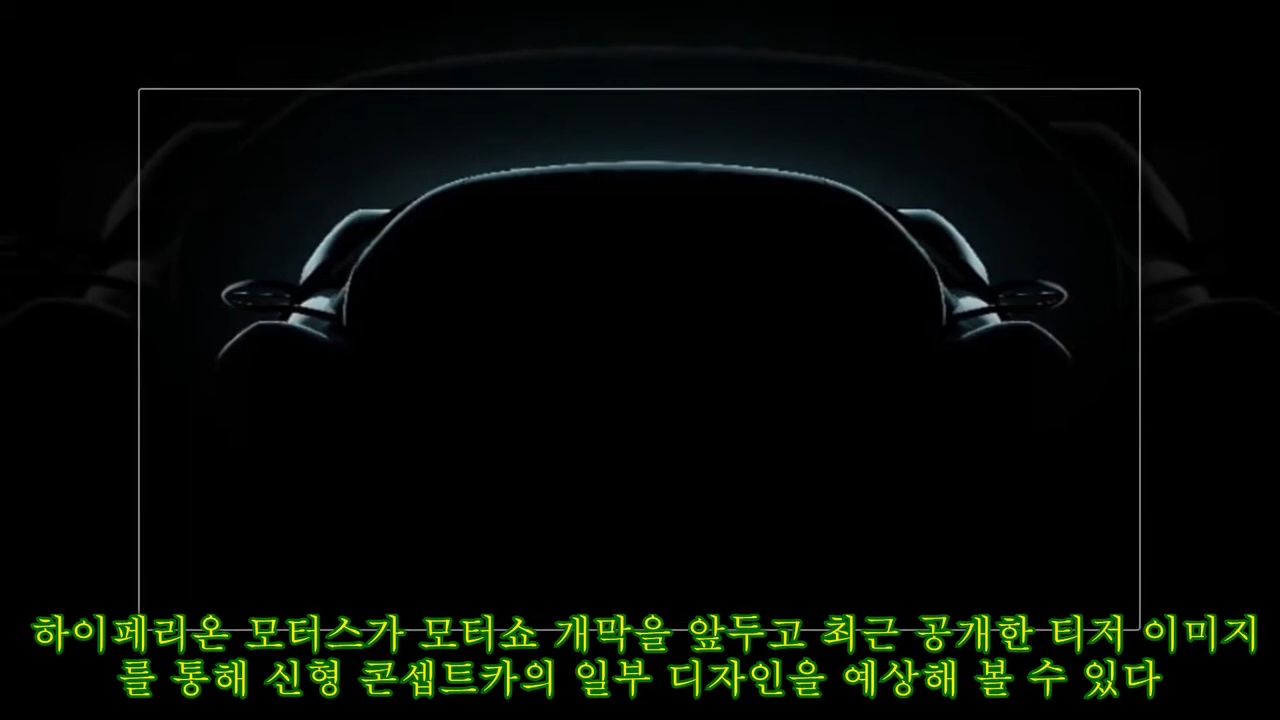 하이페리온 모터스가 모터쇼 개막을 앞두고 최근 공개한 티저 이미지
를 통해 신형 콘셉트카의 일부 디자인을 예상해 볼 수 있다